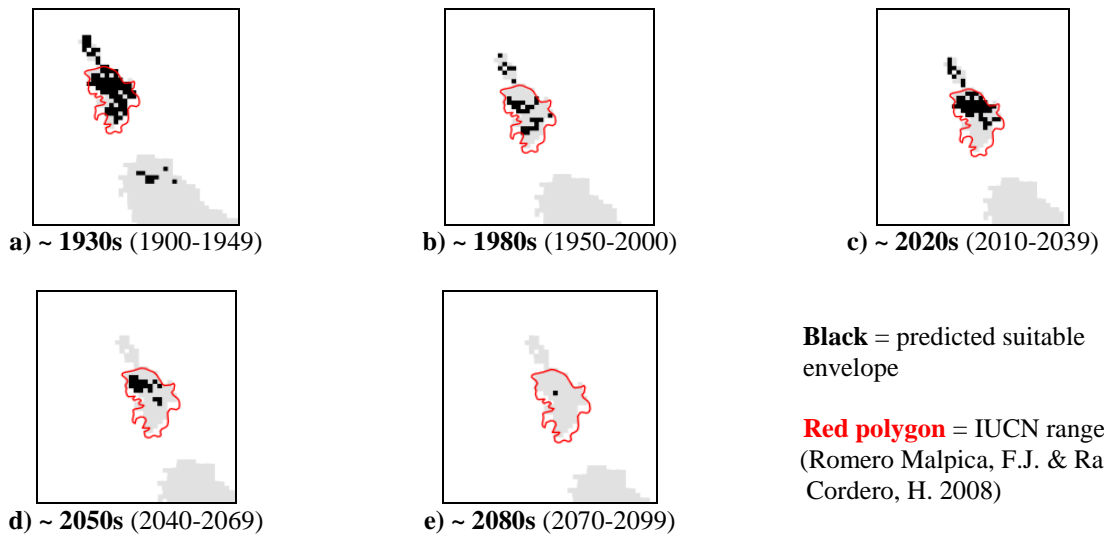 a) ~ 1930s (1900-1949)
b) ~ 1980s (1950-2000)
c) ~ 2020s (2010-2039)
d) ~ 2050s (2040-2069)
e) ~ 2080s (2070-2099)
Black = predicted suitable
envelope
Red polygon = IUCN range
(Romero Malpica, F.J. & Ra
Cordero, H. 2008)